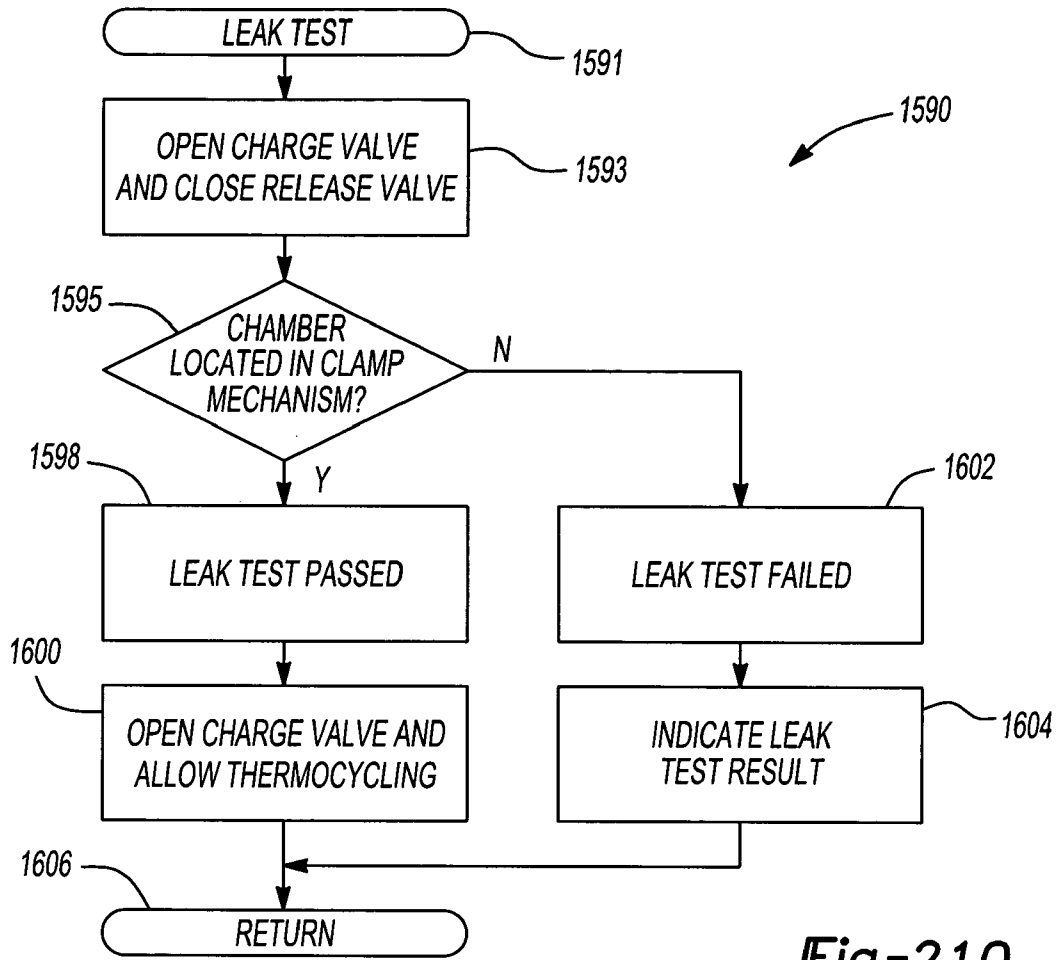 LEAK TEST
1591
1590
OPEN CHARGE VALVE
AND CLOSE RELEASE VALVE
1593
1595
CHAMBER
LOCATED IN CLAMP
MECHANISM?
N
Y
1598
1602
LEAK TEST PASSED
LEAK TEST FAILED
1600
OPEN CHARGE VALVE AND
ALLOW THERMOCYCLING
INDICATE LEAK
TEST RESULT
1604
1606
RETURN
Fig-210